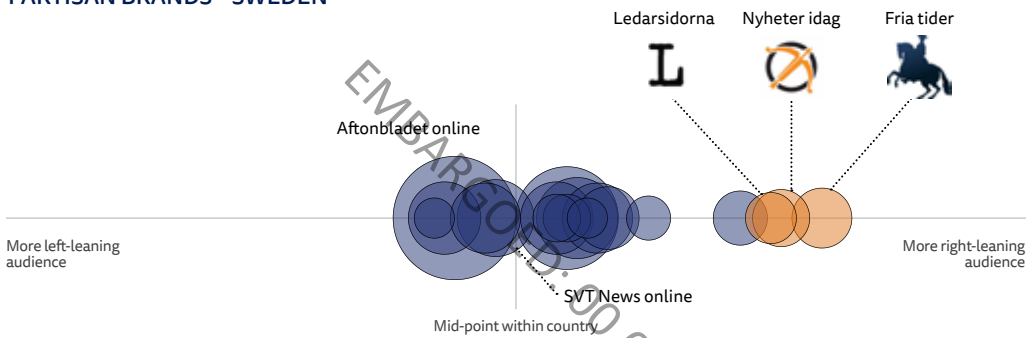 PARTISAN BRANDS - SWEDEN
Ledarsidorna
Nyheter idag
Fria tider
L
Aftonbladet online
EMBARGOED: 00
More left-leaning
audience
More right-leaning
audience
SVT News online
Mid-point within country